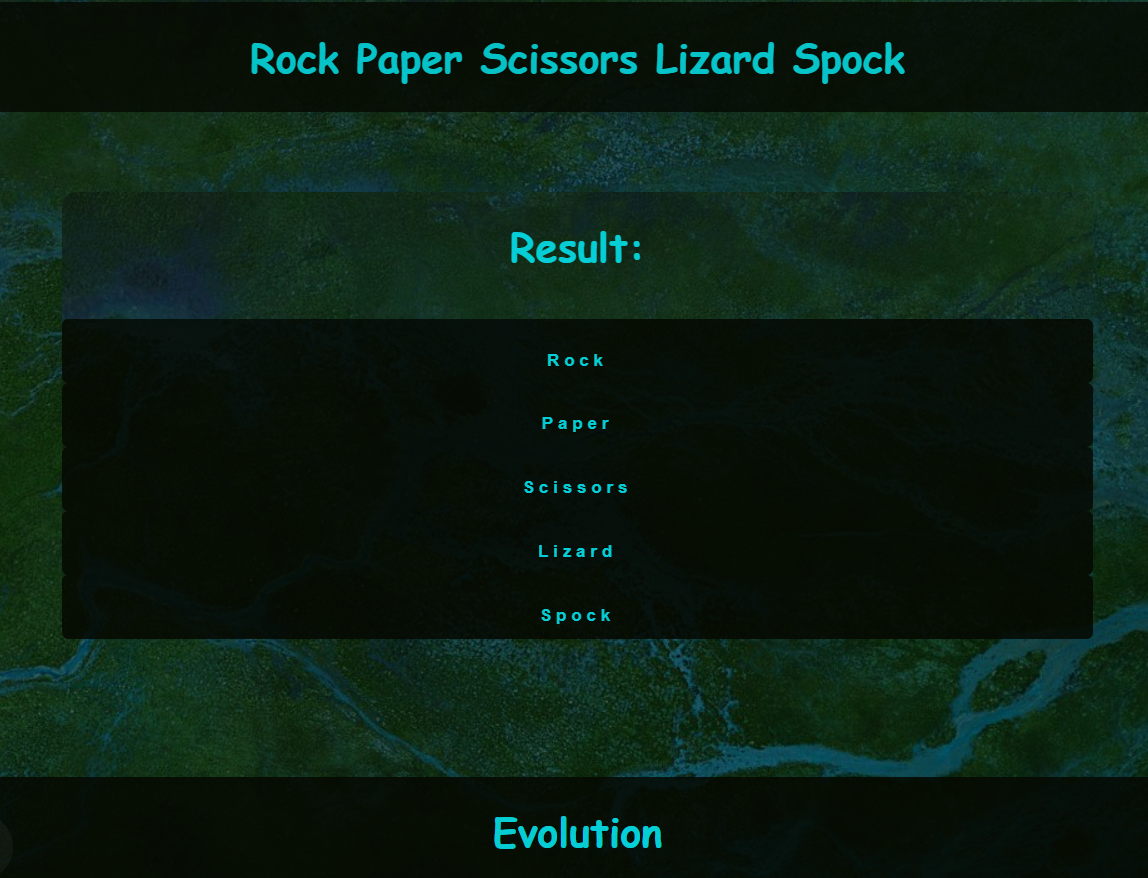 Rock Paper Scissors Lizard Spock
Result:
Rock
Paper
Scissors
Lizard
Spock
Evolution